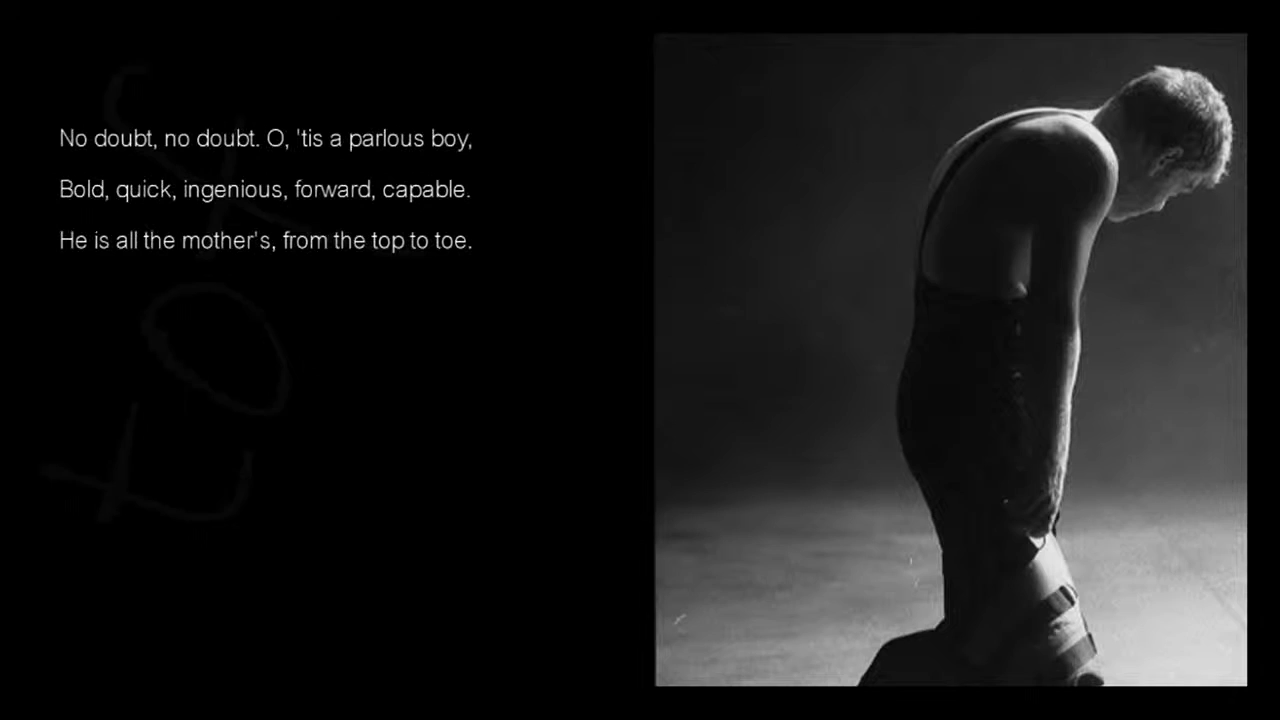 No doubt, no doubt. O, 'tis a parlous boy,
Bold, quick, ingenious, forward, capable.
He is all the mother's, from the top to toe.